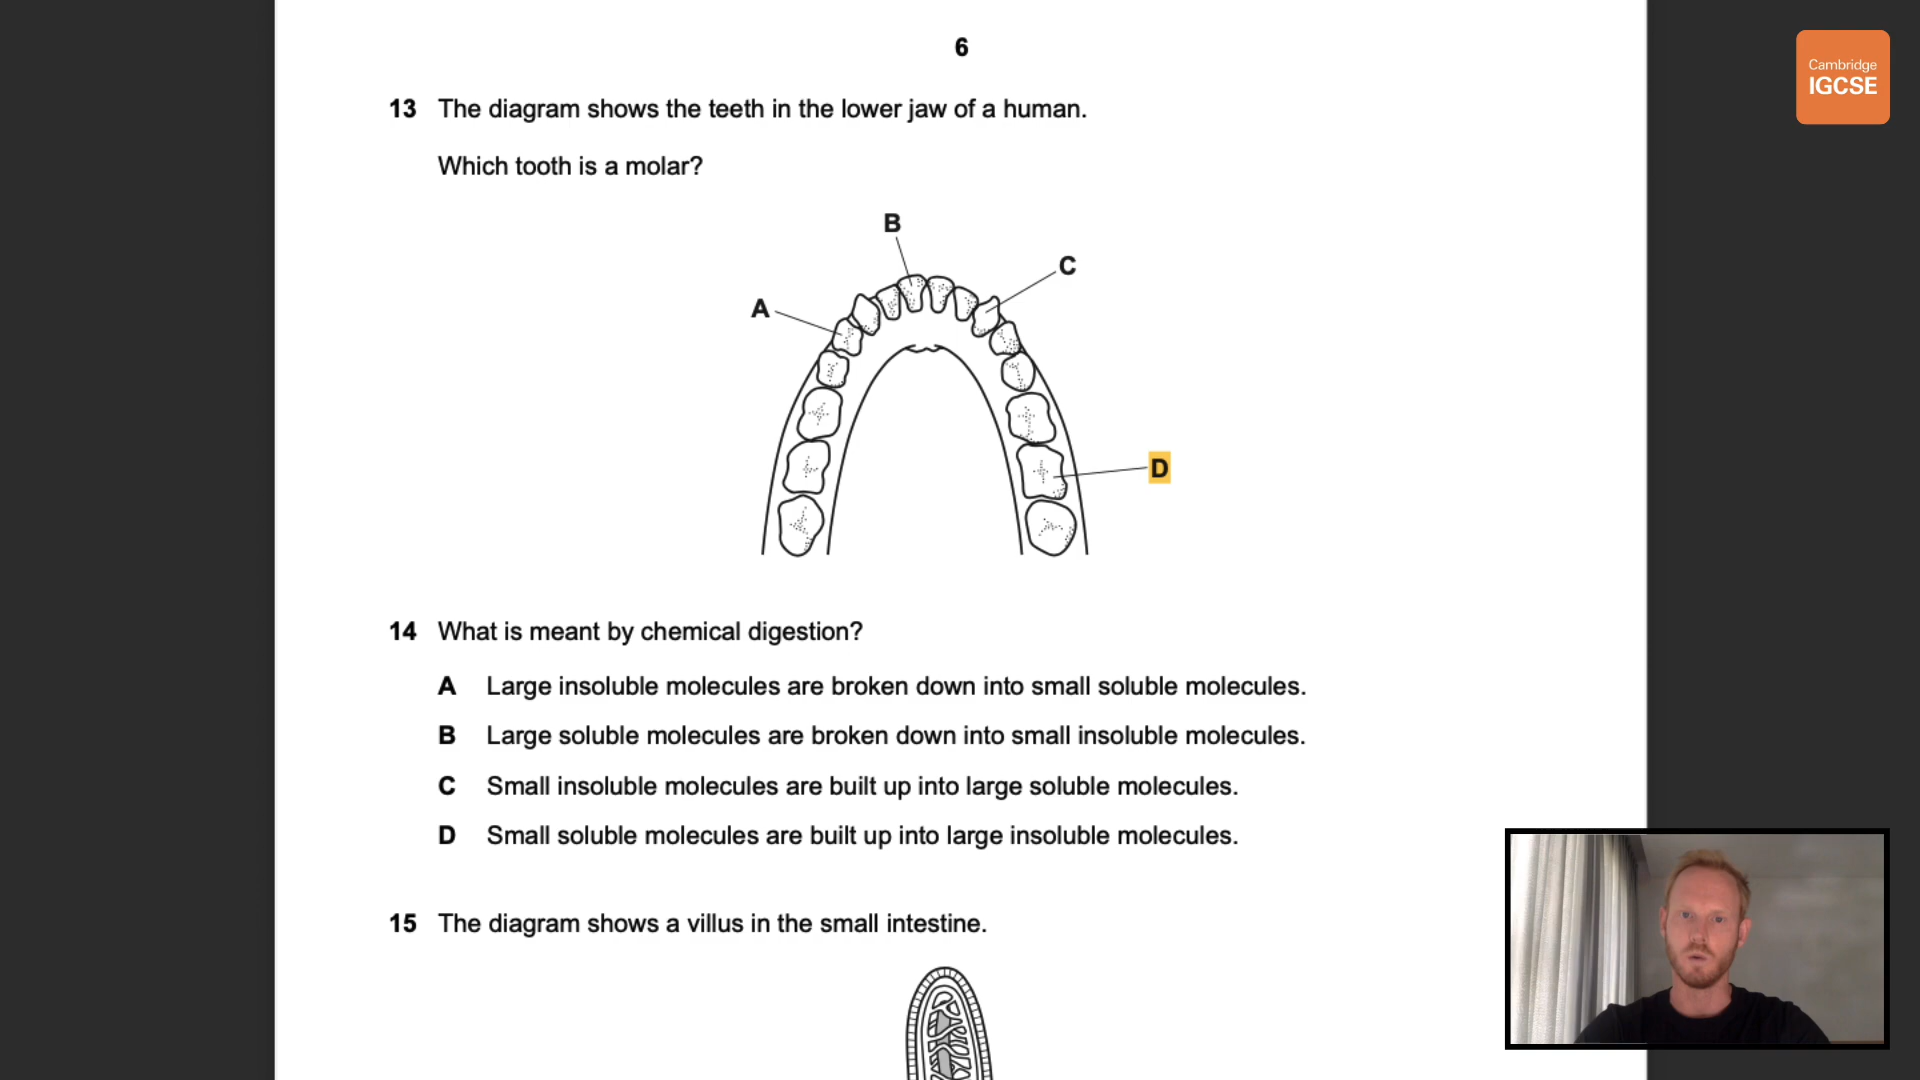 6
Cambridge
IGCSE
13 The diagram shows the teeth in the lower jaw of a human.
Which tooth is a molar?
B
C
A
D
14 What is meant by chemical digestion?
A Large insoluble molecules are broken down into small soluble molecules.
B Large soluble molecules are broken down into small insoluble molecules.
C Small insoluble molecules are built up into large soluble molecules.
D Small soluble molecules are built up into large insoluble molecules.
15 The diagram shows a villus in the small intestine.